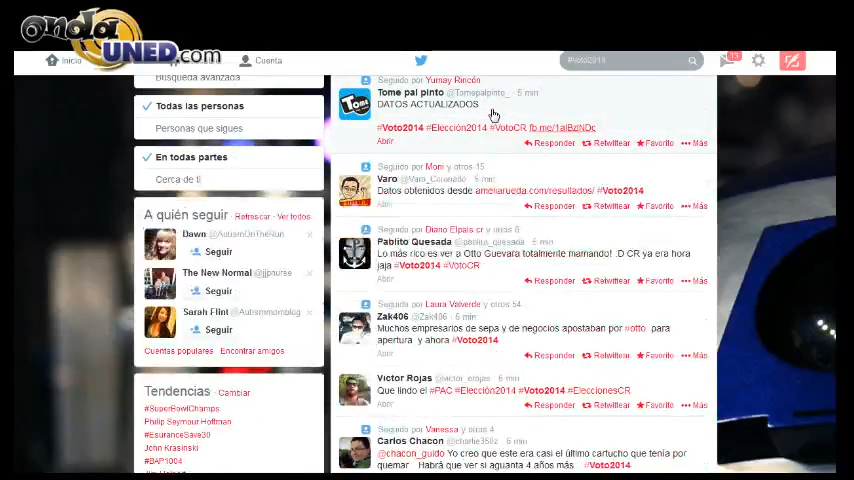 onda
UNED.com
Inicio
Cuenta
#voto2014
13
Búsqueda avanzada
Todas las personas
Personas que sigues
En todas partes
Cerca de ti
A quién seguir · Refrescar · Ver todos
Dawn @AutismOnTheRun
Seguir
The New Normal @jjpnurse
Seguir
Sarah Flint @Autismmomblog
Seguir
Cuentas populares · Encontrar amigos
Tendencias · Cambiar
#SuperBowlChamps
Philip Seymour Hoffman
#EsuranceSave30
John Krasinski
#BAP1004
Seguido por Yumay Rincón
Tome pal pinto @Tomepalpinto_ · 5 min
DATOS ACTUALIZADOS
#Voto2014 #Elección2014 #VotoCR
Abrir
Responder Retwittear Favorito Más
Seguido por Mom y otros 15
Varo @Varo_Coronado · 5 min
Datos obtenidos desde ameliarueda.com/resultados/ #Voto2014
Abrir
Responder Retwittear Favorito Más
Seguido por Diario Elpais cr y otros 6
Pablito Quesada @pablito_quesada · 5 min
Lo más rico es ver a Otto Guevara totalmente mamando! :D CR ya era hora
jaja #Voto2014 #VotoCR
Abrir
Responder Retwittear Favorito Más
Seguido por Laura Valverde y otros 54
Zak406 @Zak406 · 6 min
Muchos empresarios de sepa y de negocios apostaban por #otto para
apertura y ahora #Voto2014
Abrir
Responder Retwittear Favorito Más
Victor Rojas @victor_erojas · 6 min
Que lindo el #PAC #Elección2014 #Voto2014 #EleccionesCR
Abrir
Responder Retwittear Favorito Más
Seguido por Vanessa y otros 4
Carlos Chacon @charlie3502 · 6 min
@chacon_guido Yo creo que este era casi el último cartucho que tenía por
quemar Habrá que ver si aguanta 4 años más #Voto2014